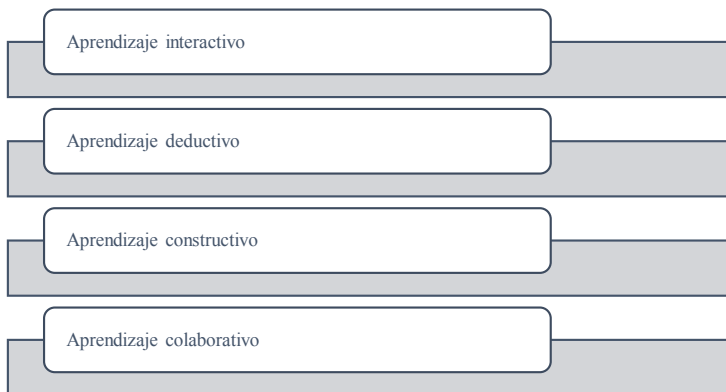 Aprendizaje interactivo
Aprendizaje deductivo
Aprendizaje constructivo
Aprendizaje colaborativo